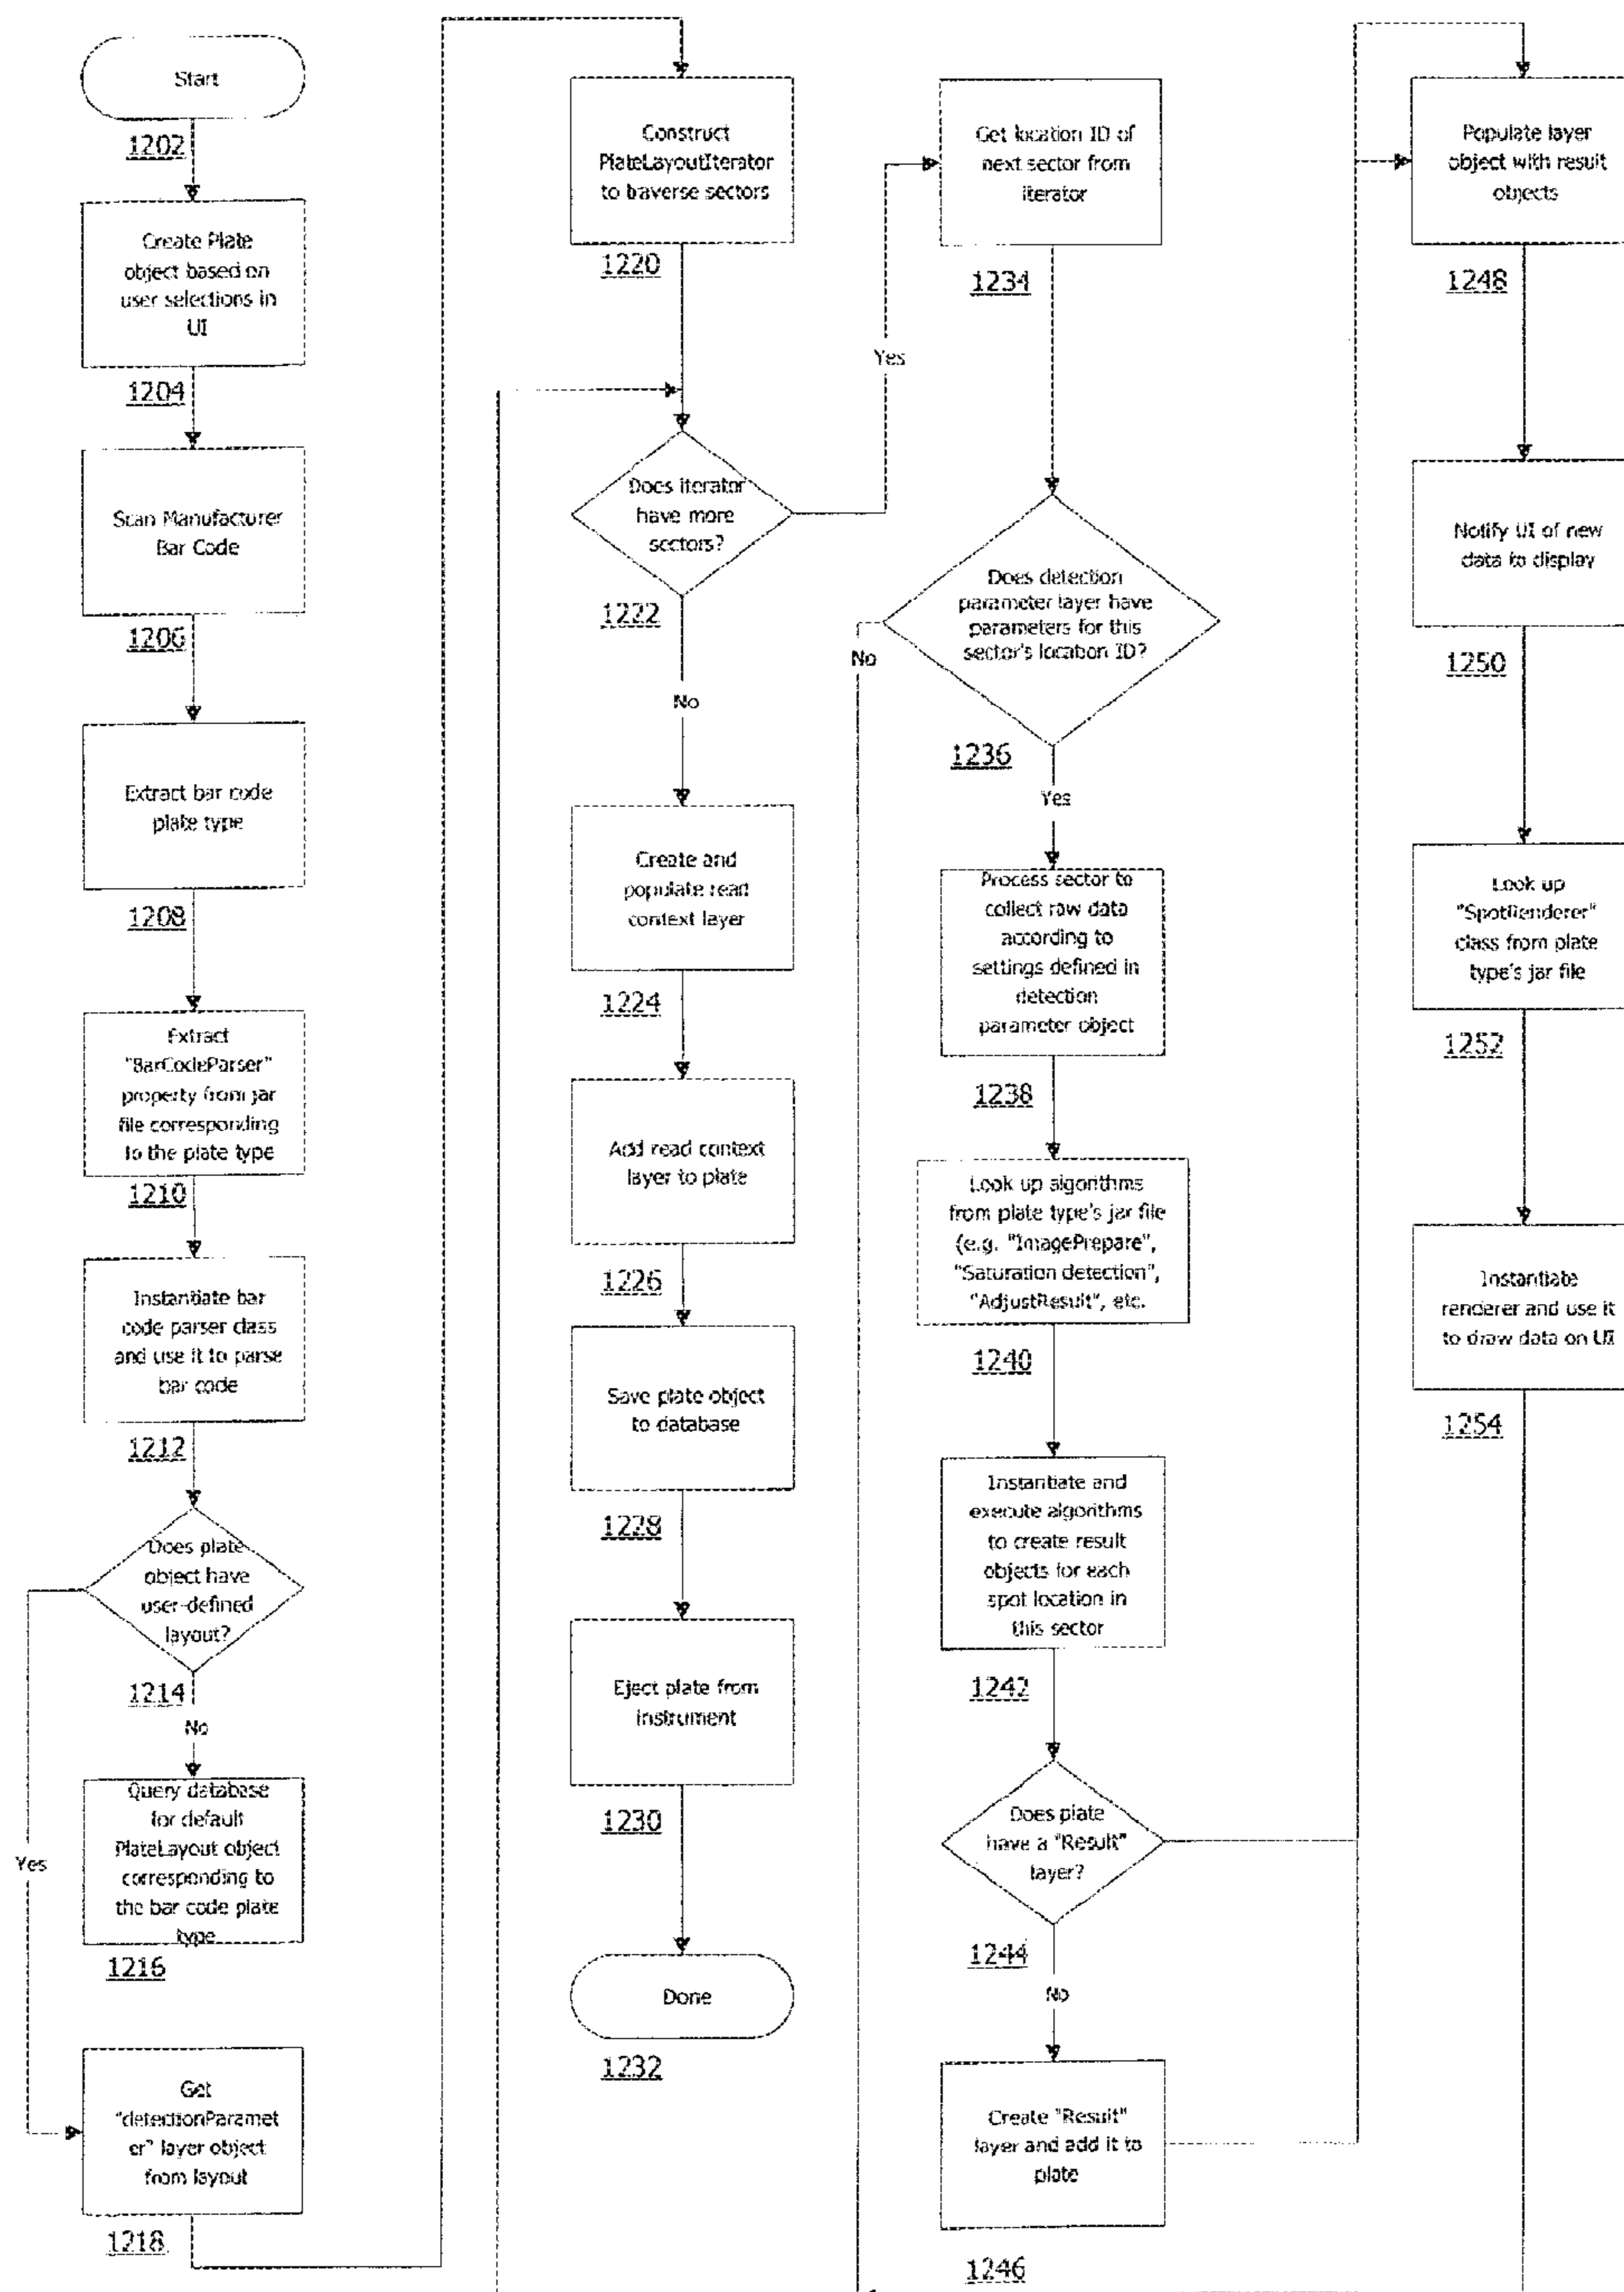 Start
1202
Create Plate
object based on
user selections in
UI
1204
Scan Manufacturer
Bar Code
1206
Extract bar code
plate type
1208
Extract
"BarCodeParser"
property from jar
file corresponding
to the plate type
1210
Instantiate bar
code parser class
and use it to parse
bar code
1212
Does plate
object have
user-defined
layout?
1214
No
Yes
Query database
for default
PlateLayout object
corresponding to
the bar code plate
type
1216
Get
"detectionParamet
er" layer object
from layout
1218
Construct
PlateLayoutIterator
to traverse sectors
1220
Does iterator
have more
sectors?
Yes
1222
No
Create and
populate read
context layer
1224
Add read context
layer to plate
1226
Save plate object
to database
1228
Eject plate from
instrument
1230
Done
1232
Get location ID of
next sector from
iterator
1234
Does detection
parameter layer have
parameters for this
sector's location ID?
No
1236
Yes
Process sector to
collect raw data
according to
settings defined in
detection
parameter object
1238
Look up algorithms
from plate type's jar file
(e.g. "ImagePrepare",
"Saturation detection",
"AdjustResult", etc.
1240
Instantiate and
execute algorithms
to create result
objects for each
spot location in
this sector
1242
Does plate
have a "Result"
layer?
1244
No
Create "Result"
layer and add it to
plate
1246
Populate layer
object with result
objects
1248
Notify UI of new
data to display
1250
Look up
"SpotRenderer"
class from plate
type's jar file
1252
Instantiate
renderer and use it
to draw data on UI
1254